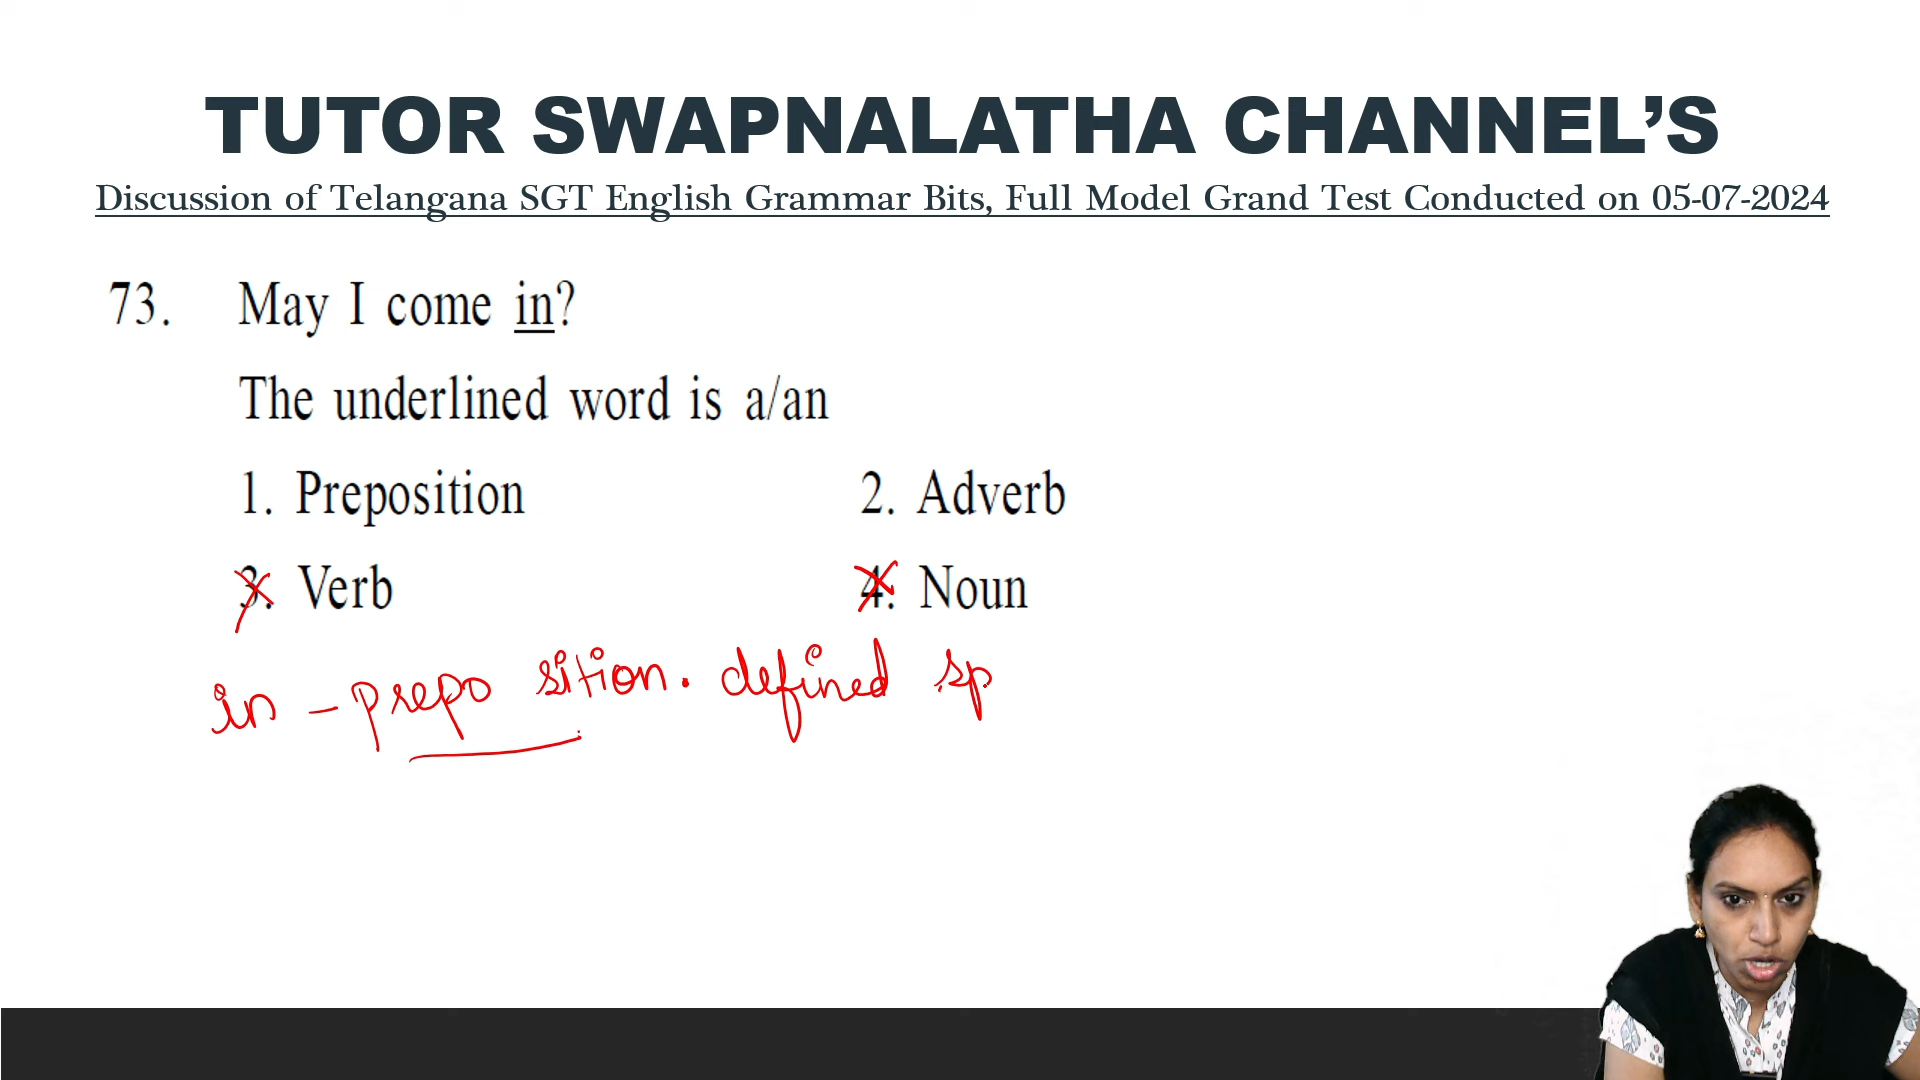 TUTOR SWAPNALATHA CHANNEL’S
Discussion of Telangana SGT English Grammar Bits, Full Model Grand Test Conducted on 05-07-2024
73. May I come in?
The underlined word is a/an
1. Preposition 2. Adverb
3. Verb 4. Noun
in - preposition. defined sp